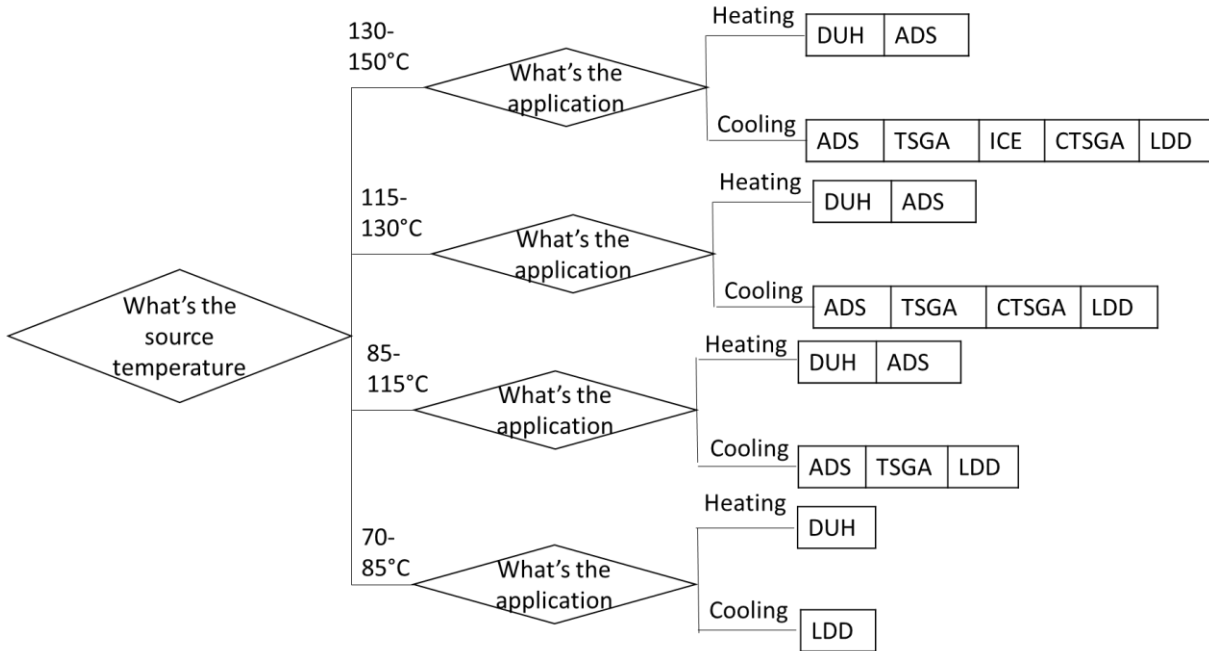 What's the
source
temperature
130-
150°C
What's the
application
Heating
DUH ADS
Cooling
ADS TSGA ICE CTSGA LDD
115-
130°C
What's the
application
Heating
DUH ADS
Cooling
ADS TSGA CTSGA LDD
85-
115°C
What's the
application
Heating
DUH ADS
Cooling
ADS TSGA LDD
70-
85°C
What's the
application
Heating
DUH
Cooling
LDD